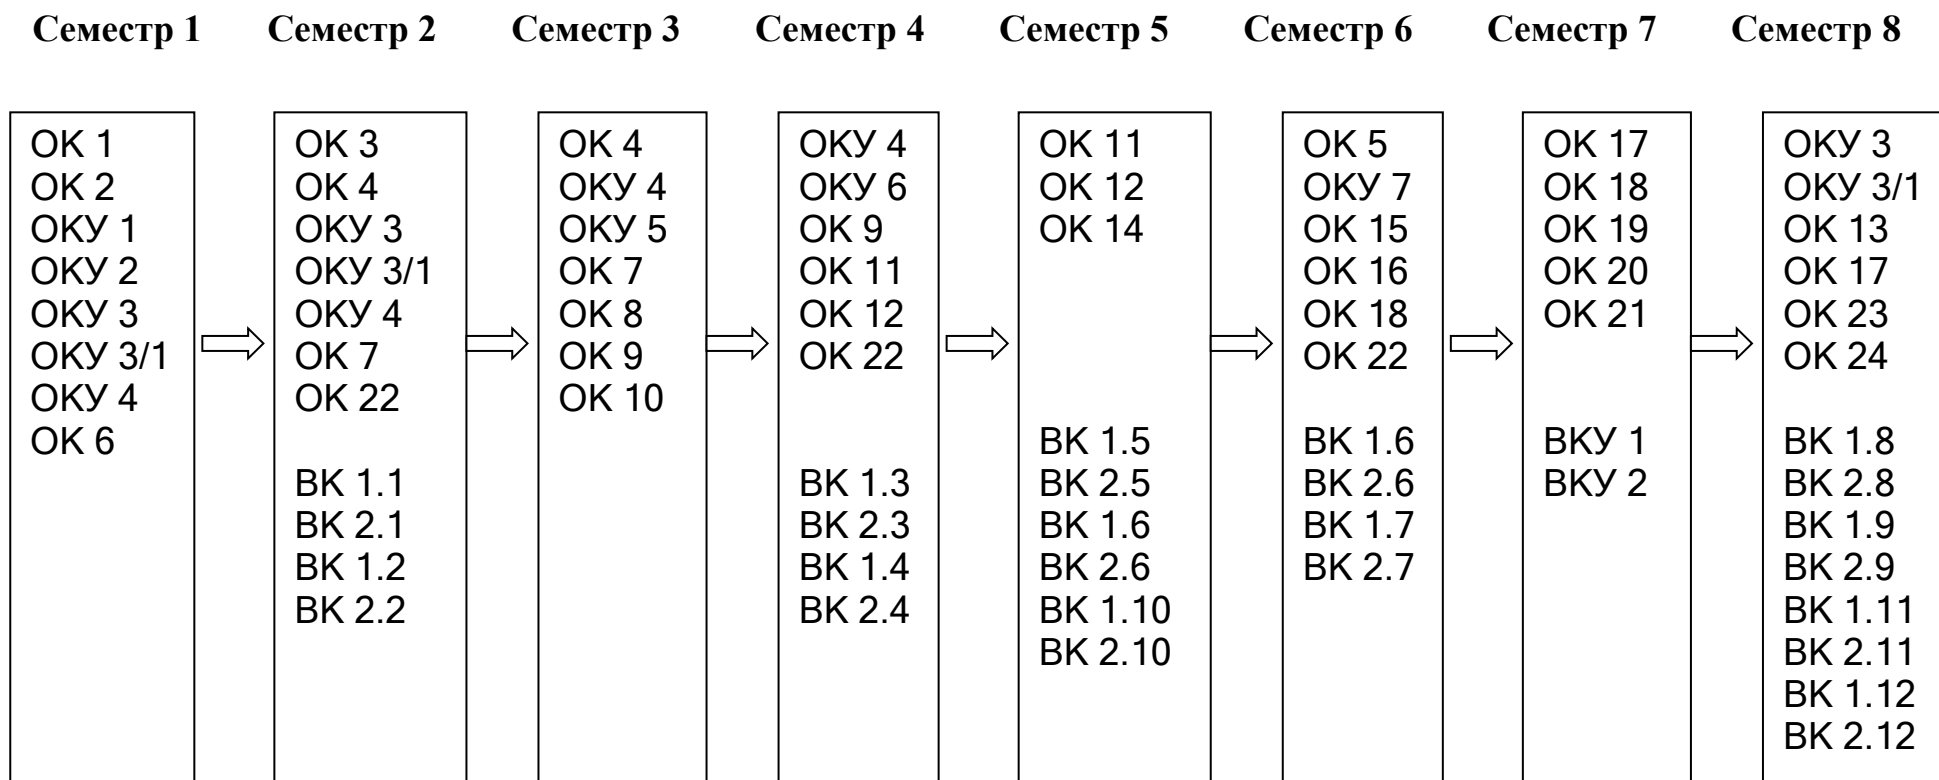 Семестр 1
Семестр 2
Семестр 3
Семестр 4
Семестр 5
Семестр 6
Семестр 7
Семестр 8
ОК 1
ОК 2
ОКУ 1
ОКУ 2
ОКУ 3
ОКУ 3/1
ОКУ 4
ОК 6
ОК 3
ОК 4
ОКУ 3
ОКУ 3/1
ОКУ 4
ОК 7
ОК 22
ВК 1.1
ВК 2.1
ВК 1.2
ВК 2.2
ОК 4
ОКУ 4
ОКУ 5
ОК 7
ОК 8
ОК 9
ОК 10
ОКУ 4
ОКУ 6
ОК 9
ОК 11
ОК 12
ОК 22
ВК 1.3
ВК 2.3
ВК 1.4
ВК 2.4
ОК 11
ОК 12
ОК 14
ВК 1.5
ВК 2.5
ВК 1.6
ВК 2.6
ВК 1.10
ВК 2.10
ОК 5
ОКУ 7
ОК 15
ОК 16
ОК 18
ОК 22
ВК 1.6
ВК 2.6
ВК 1.7
ВК 2.7
ОК 17
ОК 18
ОК 19
ОК 20
ОК 21
ВКУ 1
ВКУ 2
ОКУ 3
ОКУ 3/1
ОК 13
ОК 17
ОК 23
ОК 24
ВК 1.8
ВК 2.8
ВК 1.9
ВК 2.9
ВК 1.11
ВК 2.11
ВК 1.12
ВК 2.12